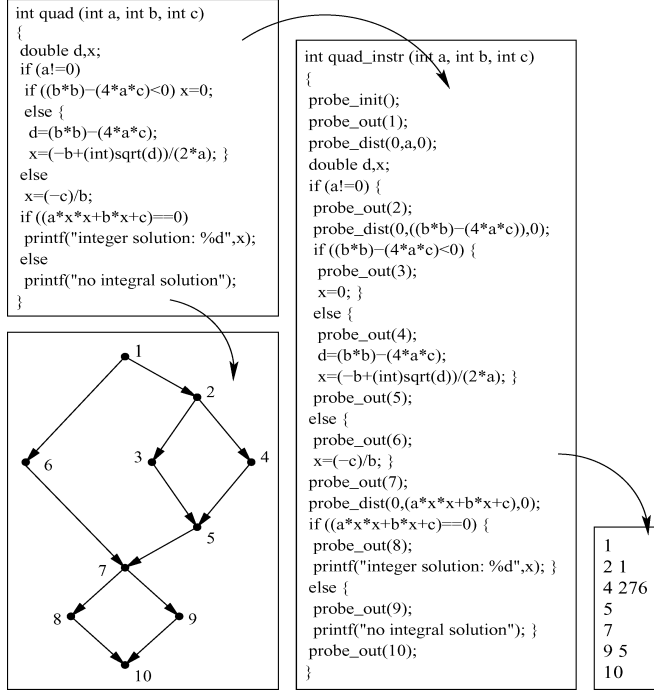 int quad (int a, int b, int c)
{
double d,x;
if (a!=0)
if ((b*b)−(4*a*c)<0) x=0;
else {
d=(b*b)−(4*a*c);
x=(−b+(int)sqrt(d))/(2*a); }
else
x=(−c)/b;
if ((a*x*x+b*x+c)==0)
printf("integer solution: %d",x);
else
printf("no integral solution");
}
int quad_instr (int a, int b, int c)
{
probe_init();
probe_out(1);
probe_dist(0,a,0);
double d,x;
if (a!=0) {
probe_out(2);
probe_dist(0,((b*b)−(4*a*c)),0);
if ((b*b)−(4*a*c)<0) {
probe_out(3);
x=0; }
else {
probe_out(4);
d=(b*b)−(4*a*c);
x=(−b+(int)sqrt(d))/(2*a); }
probe_out(5);
else {
probe_out(6);
x=(−c)/b; }
probe_out(7);
probe_dist(0,(a*x*x+b*x+c),0);
if ((a*x*x+b*x+c)==0) {
probe_out(8);
printf("integer solution: %d",x); }
else {
probe_out(9);
printf("no integral solution"); }
probe_out(10);
}
1
2
6
3
4
5
7
8
9
10
1
2 1
4 276
5
7
9 5
10